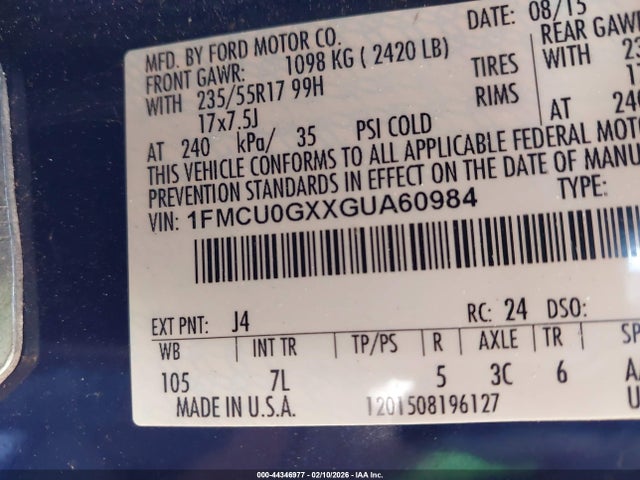 MFD. BY FORD MOTOR CO. DATE: 08/15
FRONT GAWR: 1098 KG ( 2420 LB) REAR GAWR
WITH 235/55R17 99H TIRES WITH
17x7.5J RIMS
AT 240 kPa/ 35 PSI COLD AT 240
THIS VEHICLE CONFORMS TO ALL APPLICABLE FEDERAL MOTO
PREVENTION STANDARDS IN EFFECT ON THE DATE OF MANU
VIN: 1FMCU0GXXGUA60984 TYPE:
EXT PNT: J4 RC: 24 DSO:
WB INT TR TP/PS R AXLE TR SP
105 7L 5 3C 6
MADE IN U.S.A. 1201508196127
000-44346977 - 02/10/2026 - IAA Inc.